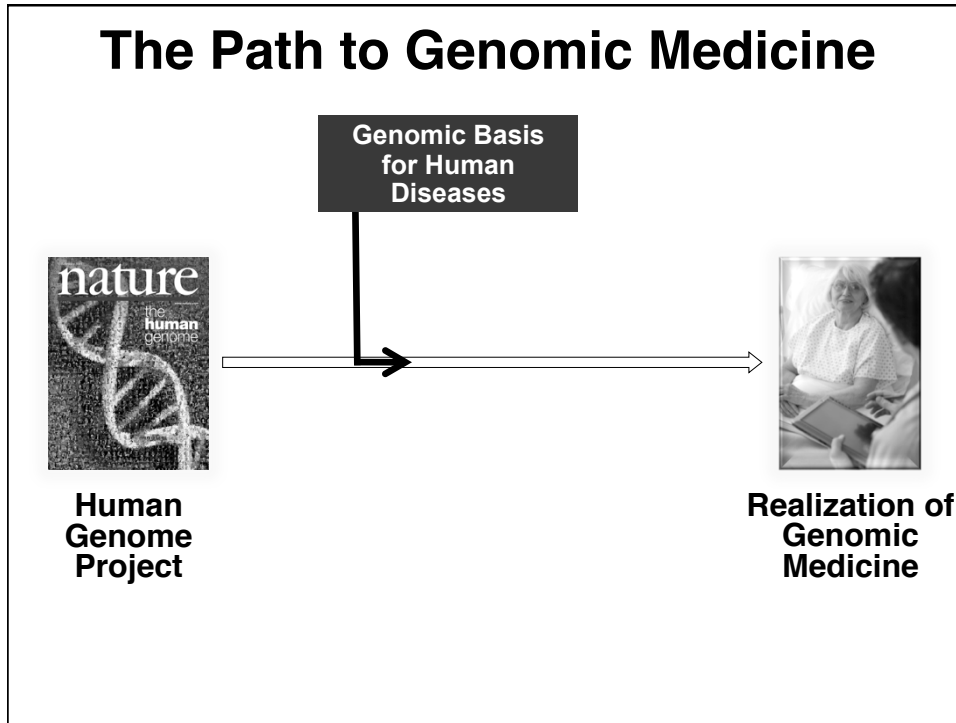 The Path to Genomic Medicine
Genomic Basis
for Human
Diseases
nature
the
human
genome
Human
Genome
Project
Realization of
Genomic
Medicine